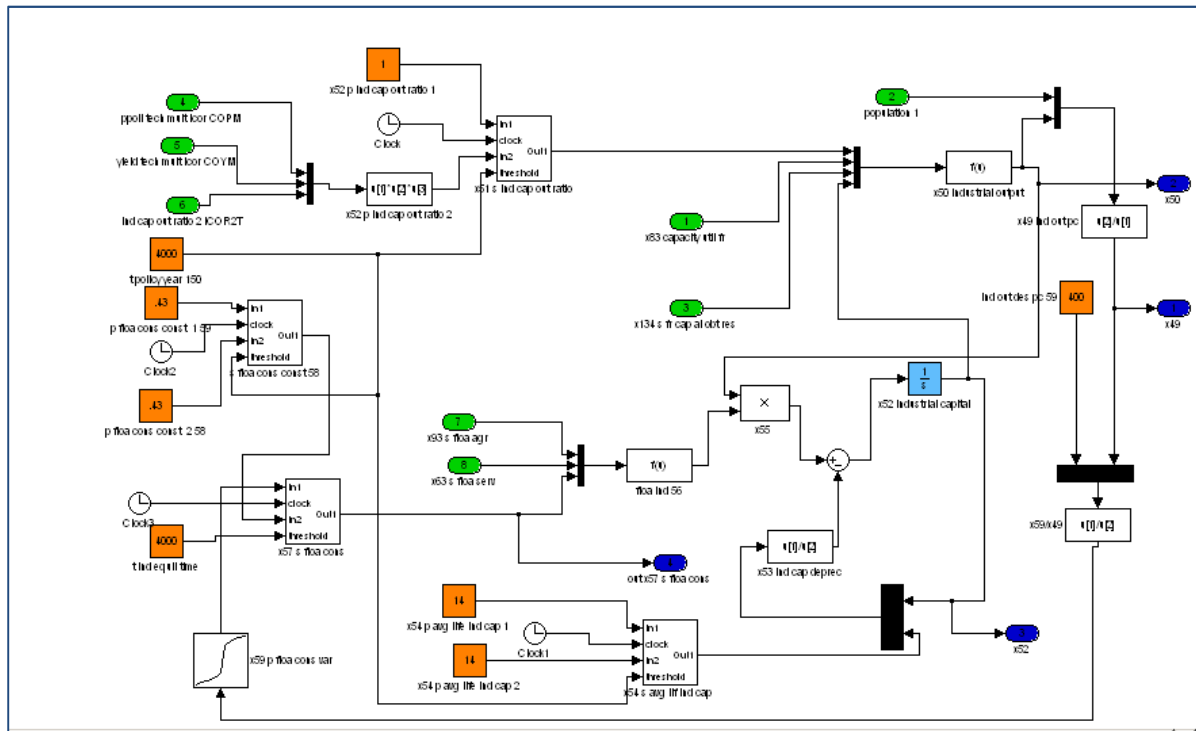 1
x52 p Ind cap out ratio 1
4
ppoll tech mult icor COPM
Clock
5
yield tech mult icor COYM
6
Ind cap out ratio 2 ICOR2T
x52 p Ind cap out ratio 2
In1
clock
In2
threshold
Out1
x51 s Ind cap out ratio
2
population 1
f(u)
x50 Industrial output
x50
x49 Ind out pc
u[2]/u[1]
1
x83 capacity util fr
3
x134 s fr capital obt res
Ind out des pc 59
400
x49
4000
t policy year 150
.43
p fioa cons const 1 59
Clock2
.43
p fioa cons const 2 58
In1
clock
In2
threshold
Out1
s fioa cons const 58
1
s
x52 Industrial capital
×
x55
7
x93 s fioa agr
8
x63 s fioa serv
f(u)
fioa Ind 56
+
−
Clock3
4000
t Ind equil time
In1
clock
In2
threshold
Out1
x57 s fioa cons
out x57 s fioa cons
u[1]/u[2]
x53 Ind cap deprec
u[1]/u[2]
x59/x49
x59 p fioa cons var
14
x54 p avg life Ind cap 1
Clock1
14
x54 p avg life Ind cap 2
In1
clock
In2
threshold
Out1
x54 s avg lif Ind cap
x52